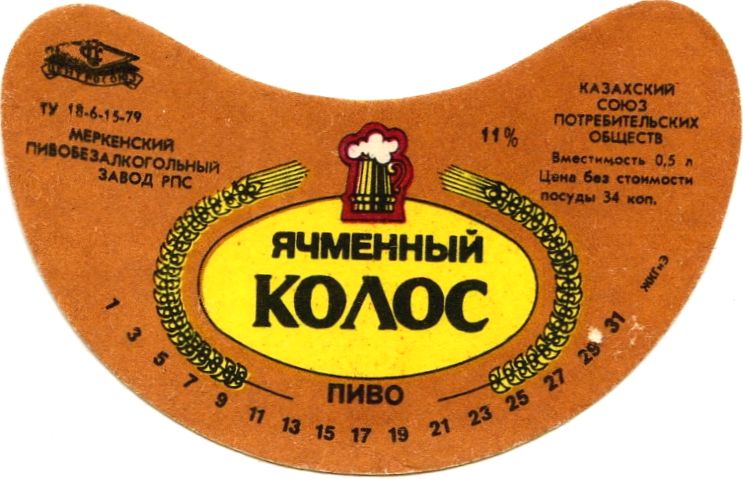 ЦЕНТРОСОЮЗ
ТУ 18-6-15-79
МЕРКЕНСКИЙ
ПИВОБЕЗАЛКОГОЛЬНЫЙ
ЗАВОД РПС
11%
КАЗАХСКИЙ
СОЮЗ
ПОТРЕБИТЕЛЬСКИХ
ОБЩЕСТВ
Вместимость 0,5 л
Цена без стоимости
посуды 34 коп.
ЯЧМЕННЫЙ
КОЛОС
ПИВО
1 3 5 7 9 11 13 15 17 19 21 23 25 27 29 31